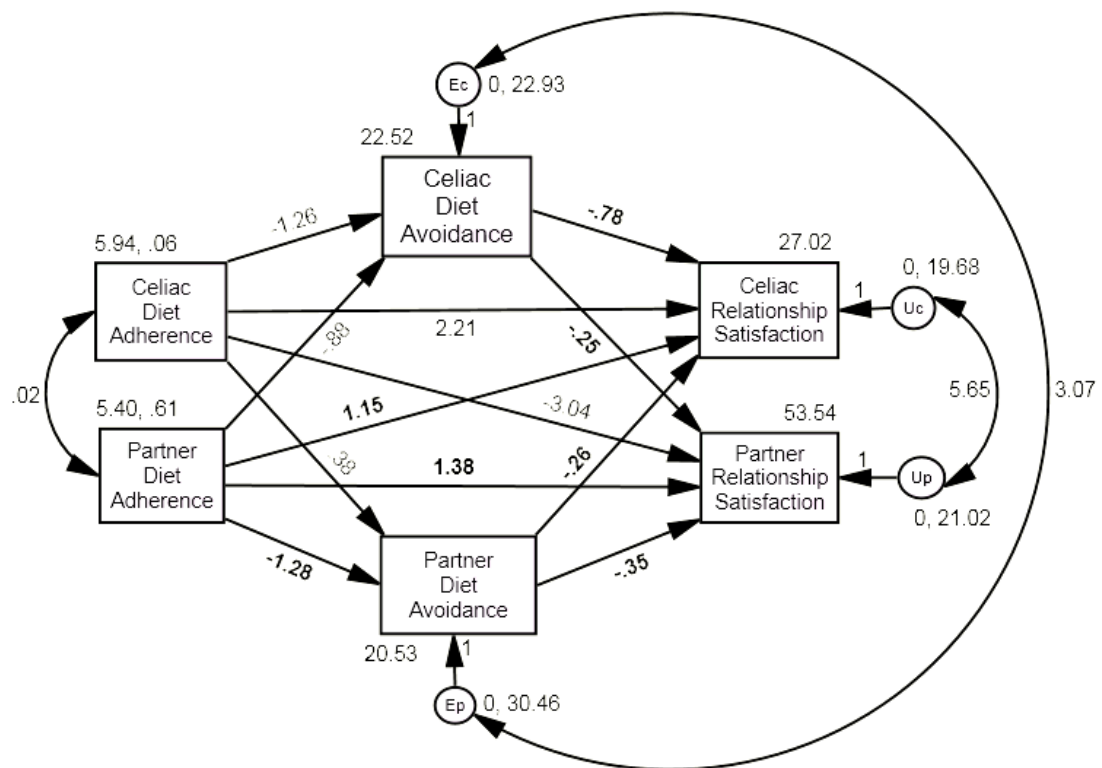 Ec
0, 22.93
1
22.52
Celiac
Diet
Avoidance
-1.26
-.78
5.94, .06
27.02
0, 19.68
Celiac
Diet
Adherence
Celiac
Relationship
Satisfaction
1
Uc
2.21
-.88
-.25
.02
5.40, .61
1.15
-3.04
53.54
5.65
3.07
Partner
Diet
Adherence
.38
1.38
-.26
Partner
Relationship
Satisfaction
1
Up
0, 21.02
-1.28
Partner
Diet
Avoidance
-.35
20.53
1
Ep
0, 30.46